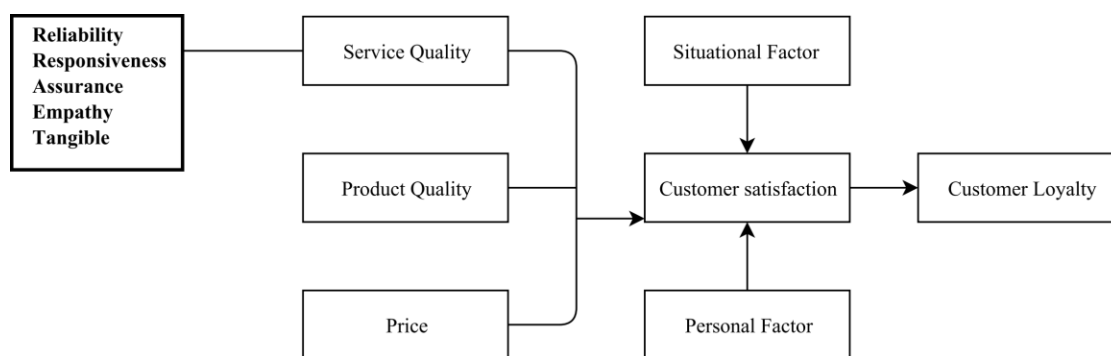 Reliability
Responsiveness
Assurance
Empathy
Tangible
Service Quality
Situational Factor
Product Quality
Customer satisfaction
Customer Loyalty
Price
Personal Factor